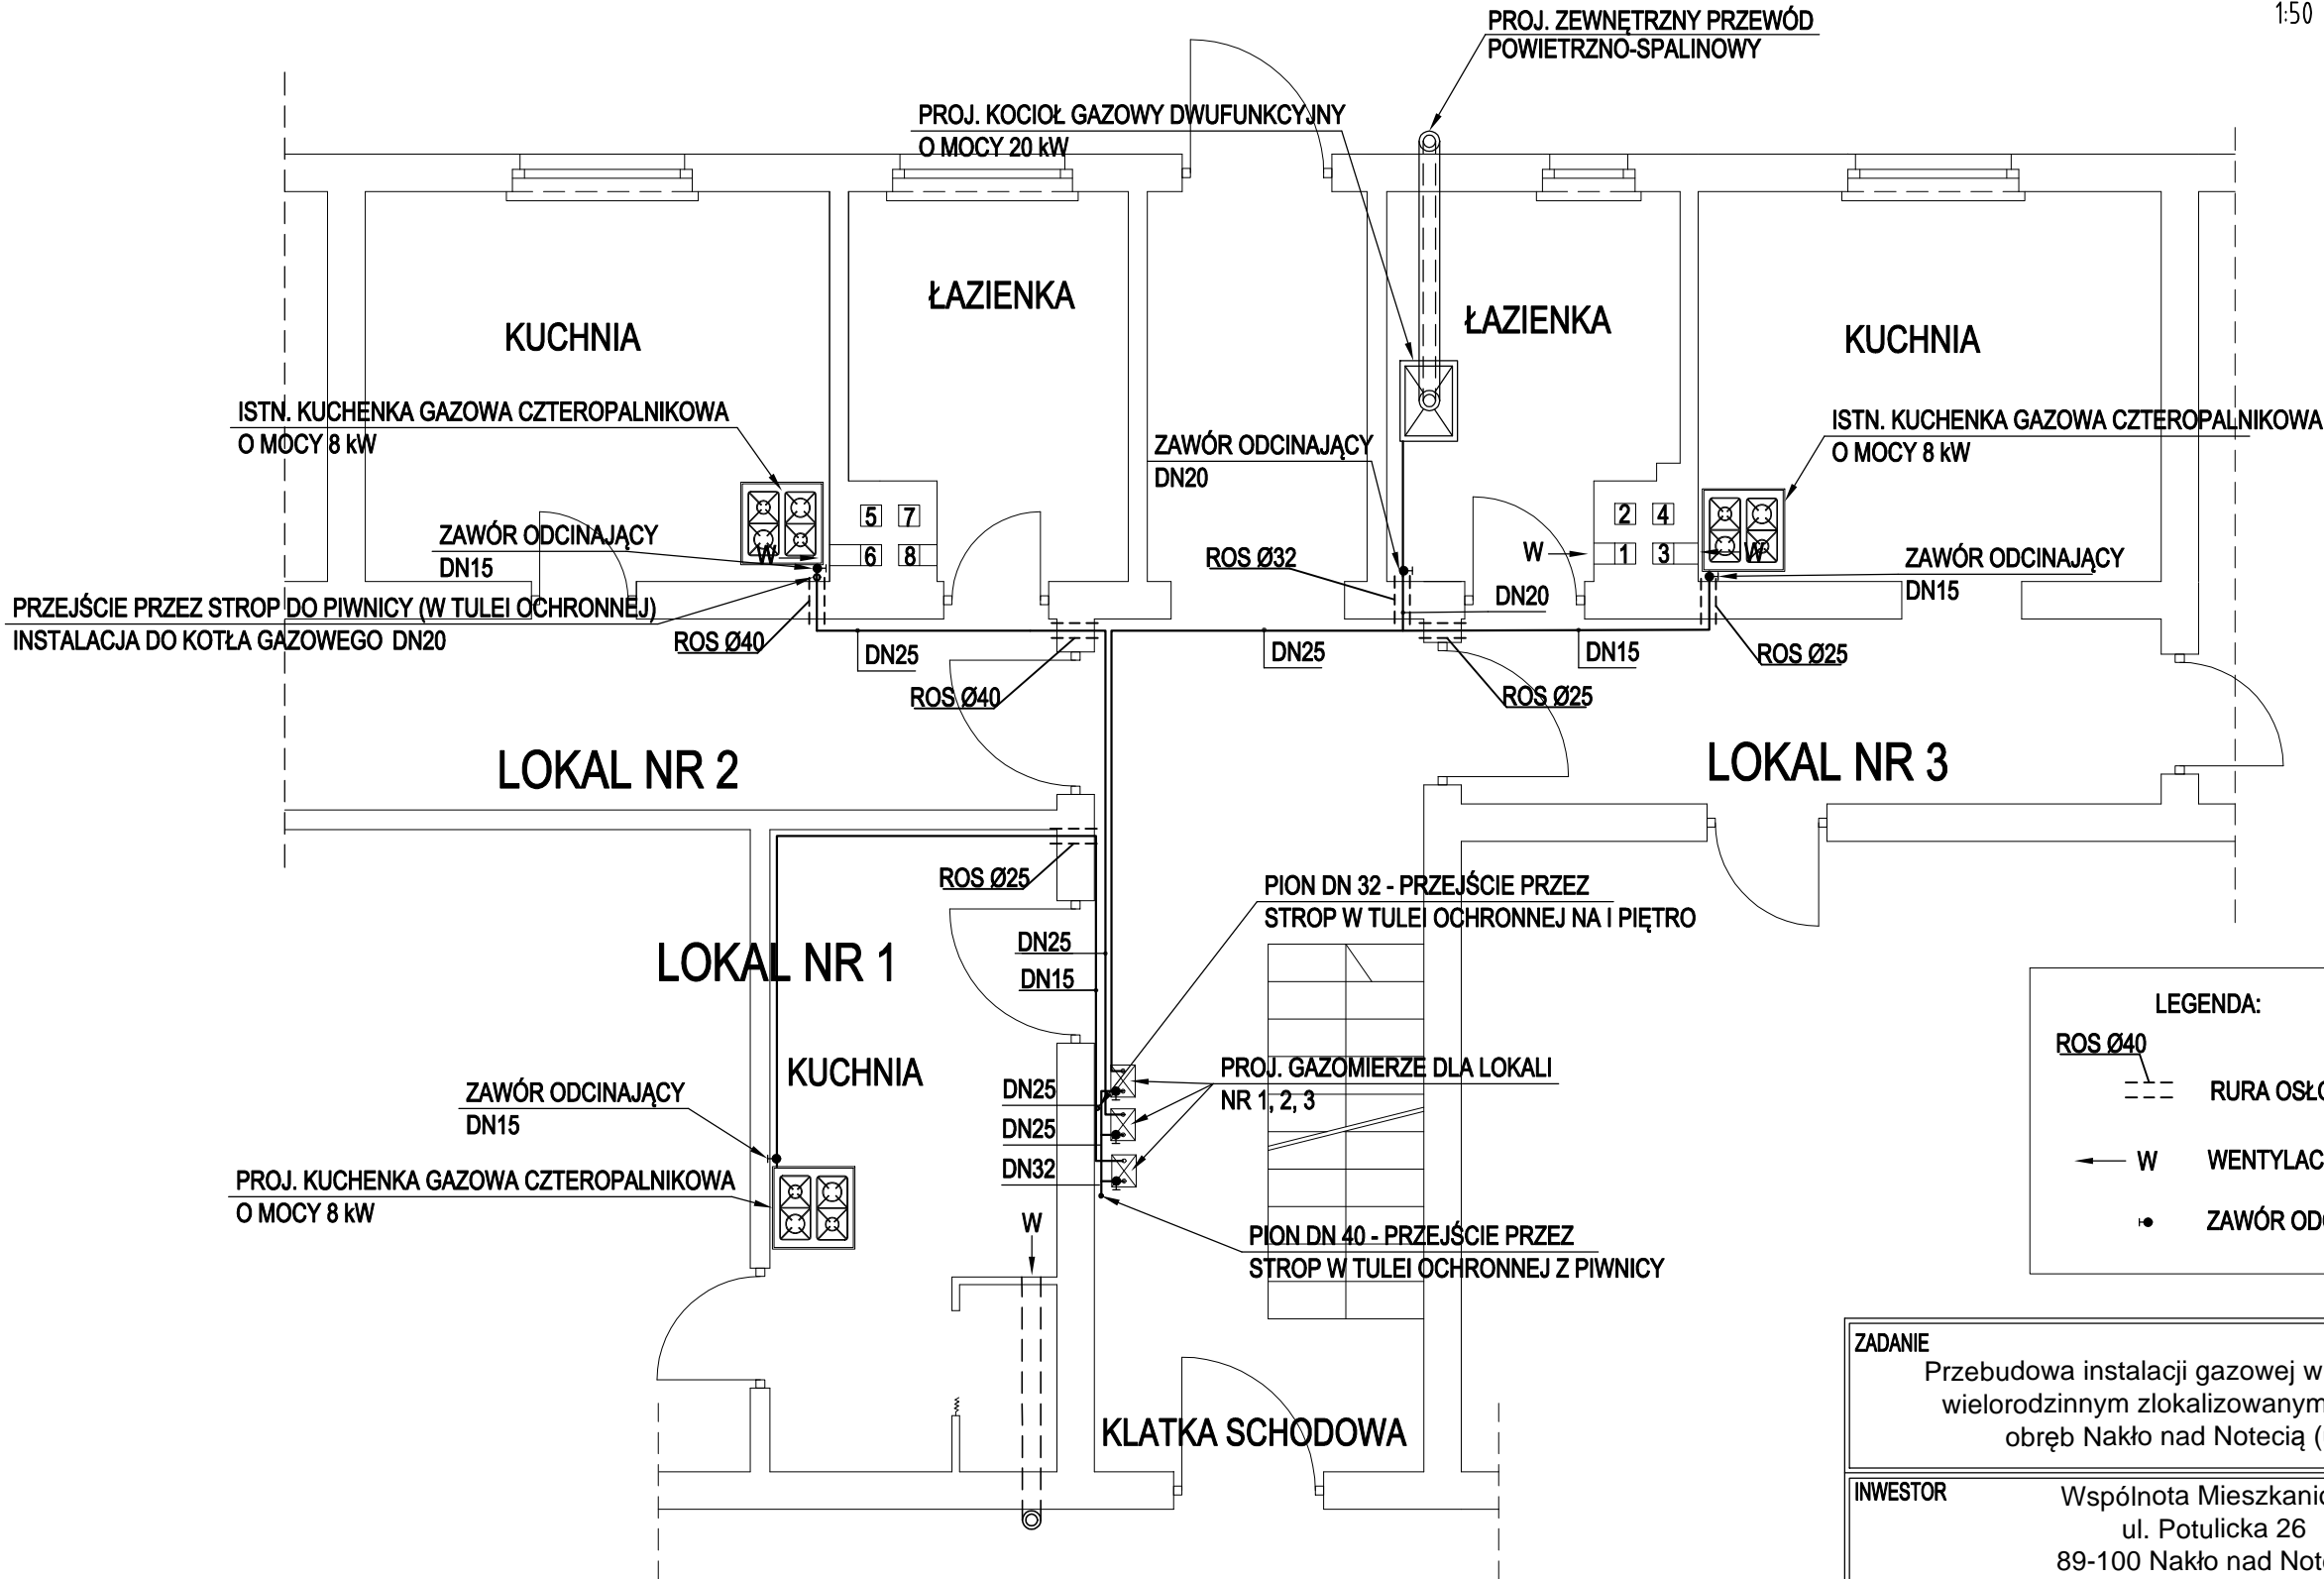 1:50
PROJ. ZEWNĘTRZNY PRZEWÓD
POWIETRZNO-SPALINOWY
PROJ. KOCIOŁ GAZOWY DWUFUNKCYJNY
O MOCY 20 kW
ŁAZIENKA
KUCHNIA
ŁAZIENKA
KUCHNIA
ISTN. KUCHENKA GAZOWA CZTEROPALNIKOWA
O MOCY 8 kW
ISTN. KUCHENKA GAZOWA CZTEROPALNIKOWA
O MOCY 8 kW
ZAWÓR ODCINAJĄCY
DN20
5 7
6 8
2 4
1 3
W
W
W
ZAWÓR ODCINAJĄCY
DN15
ROS Ø32
ZAWÓR ODCINAJĄCY
DN15
DN20
PRZEJŚCIE PRZEZ STROP DO PIWNICY (W TULEI OCHRONNEJ)
INSTALACJA DO KOTŁA GAZOWEGO DN20
ROS Ø40
DN25
DN25
DN15
ROS Ø25
ROS Ø40
ROS Ø25
LOKAL NR 2
LOKAL NR 3
ROS Ø25
PION DN 32 - PRZEJŚCIE PRZEZ
STROP W TULEI OCHRONNEJ NA I PIĘTRO
LOKAL NR 1
DN25
DN15
KUCHNIA
PROJ. GAZOMIERZE DLA LOKALI
NR 1, 2, 3
DN25
DN25
DN32
ZAWÓR ODCINAJĄCY
DN15
PROJ. KUCHENKA GAZOWA CZTEROPALNIKOWA
O MOCY 8 kW
W
PION DN 40 - PRZEJŚCIE PRZEZ
STROP W TULEI OCHRONNEJ Z PIWNICY
KLATKA SCHODOWA
LEGENDA:
ROS Ø40
RURA
W
ZAWÓR
ZADANIE
Przebudowa instalacji gazowej w
wielorodzinnym zlokalizowanym
obręb Nakło nad Notecią (
INWESTOR
Wspólnota
ul. Potulicka 26
89-100 Nakło nad